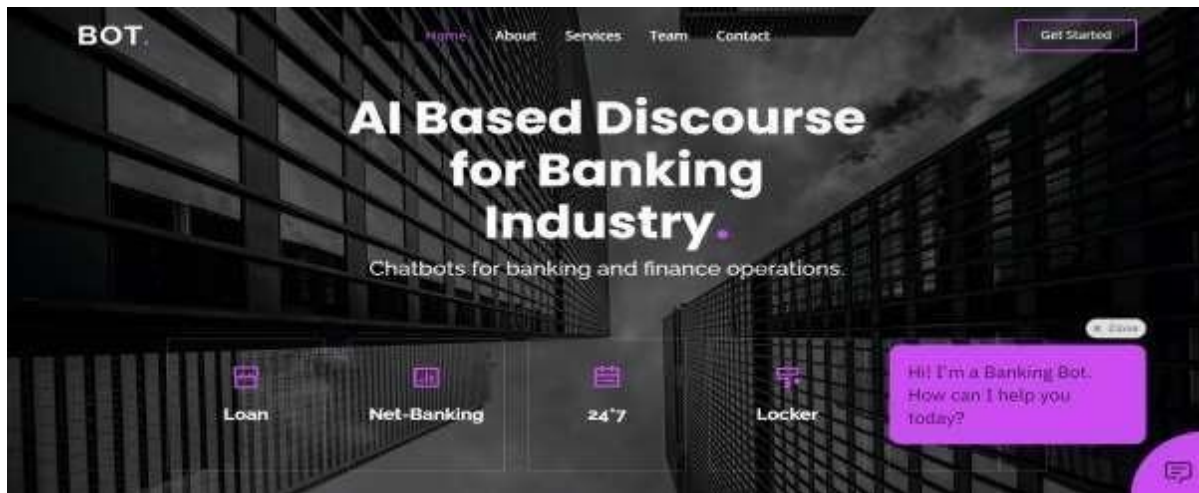 BOT.
Home About Services Team Contact
Get Started
AI Based Discourse
for Banking
Industry.
Chatbots for banking and finance operations.
× Close
Hi! I'm a Banking Bot.
How can I help you
today?
Loan Net-Banking 24*7 Locker